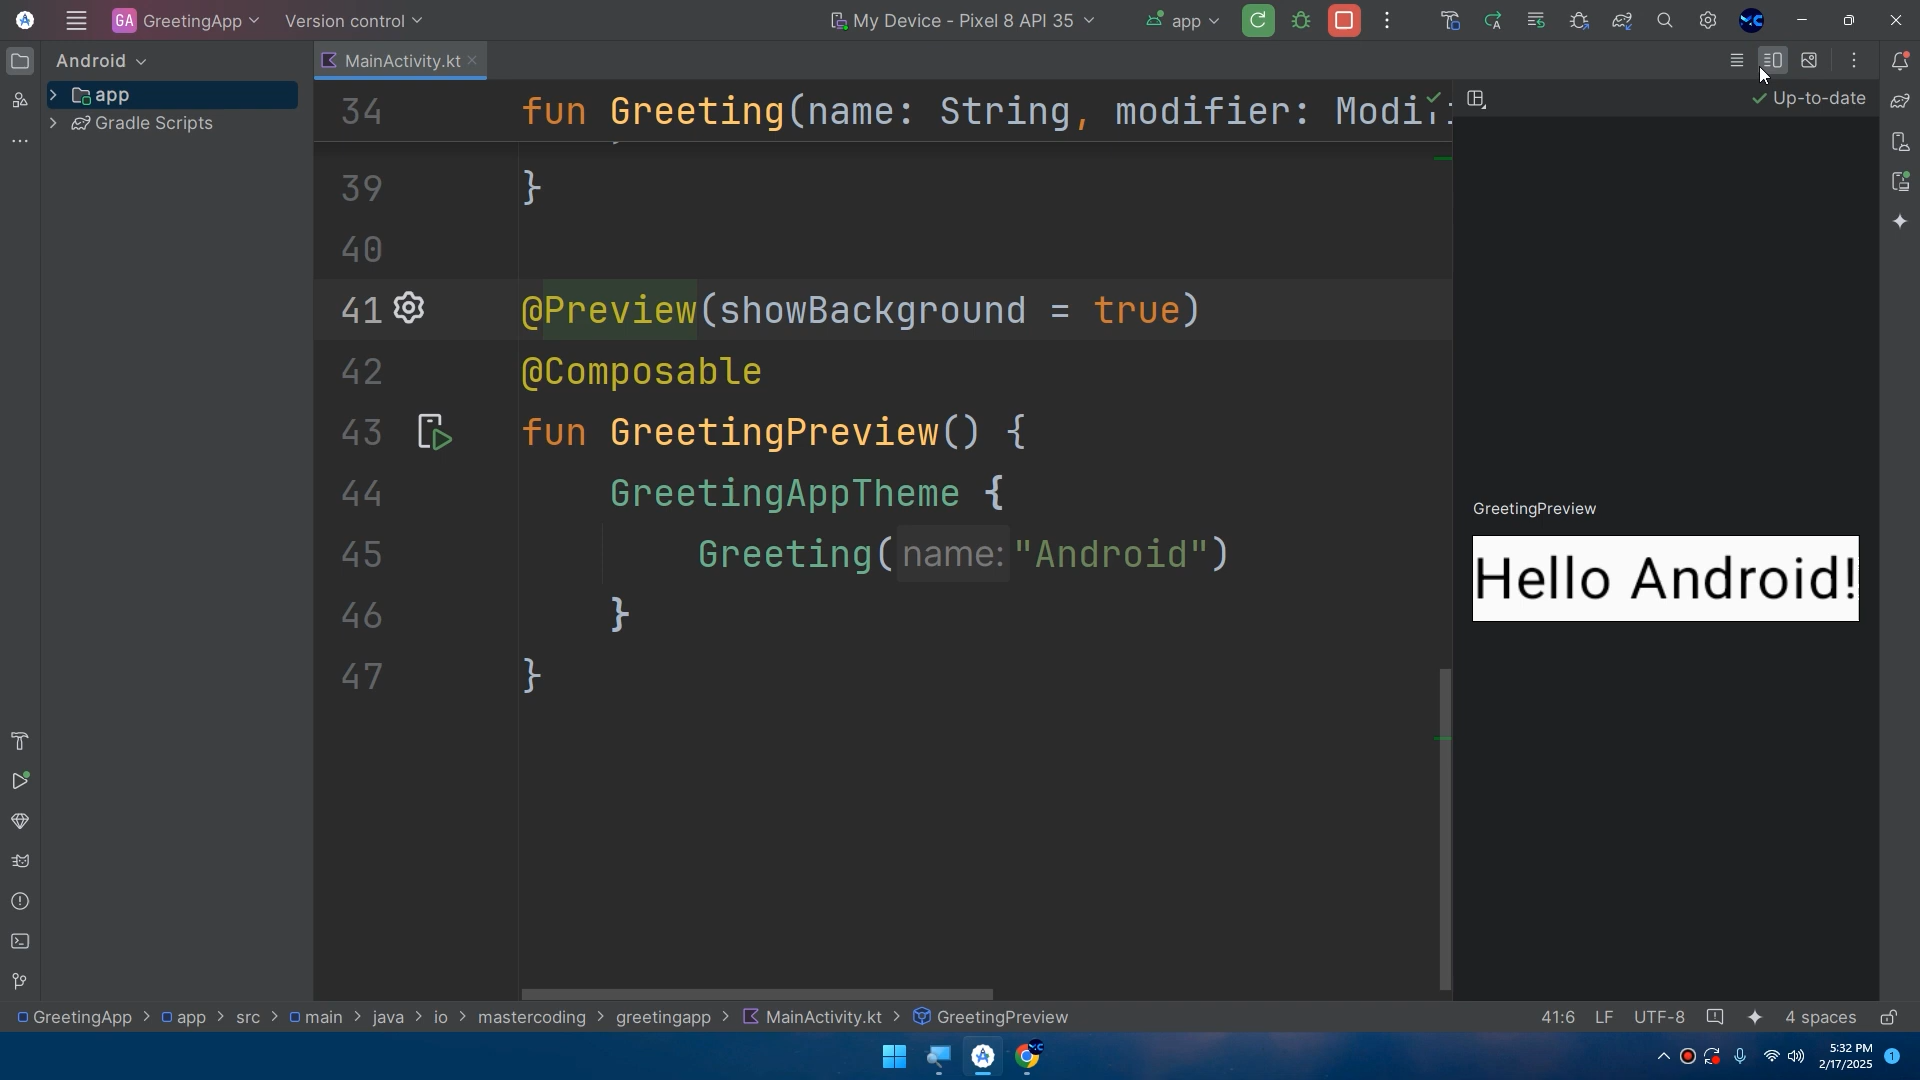 GA GreetingApp Version control My Device - Pixel 8 API 35 app
Android MainActivity.kt
app Up-to-date
Gradle Scripts
34 fun Greeting(name: String, modifier: Modif
39 }
40
41 @Preview(showBackground = true)
42 @Composable
43 fun GreetingPreview() {
44 GreetingAppTheme {
45 Greeting( name: "Android")
46 }
47 }
GreetingPreview
Hello Android!
GreetingApp > app > src > main > java > io > mastercoding > greetingapp > MainActivity.kt > GreetingPreview 41:6 LF UTF-8 4 spaces
5:32 PM
2/17/2025 1